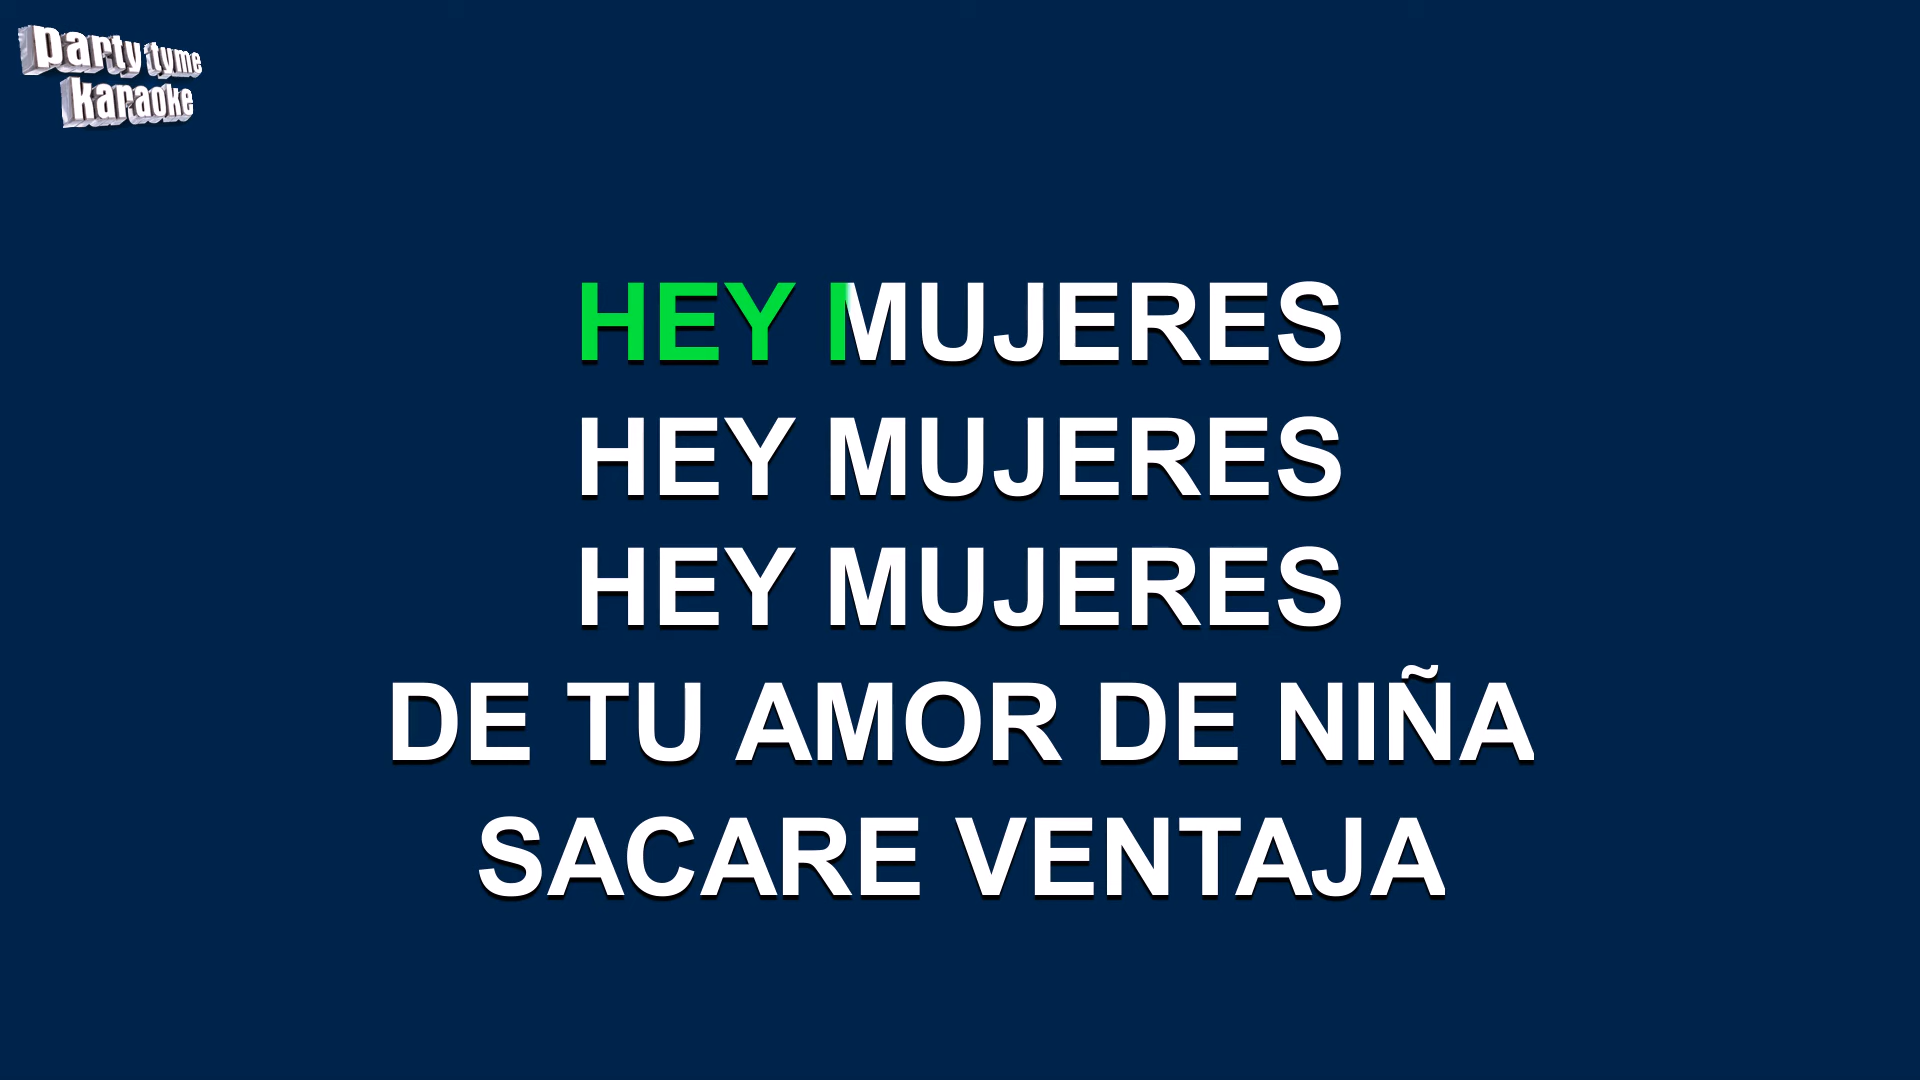 party tyme
karaoke
HEY MUJERES
HEY MUJERES
HEY MUJERES
DE TU AMOR DE NIÑA
SACARE VENTAJA